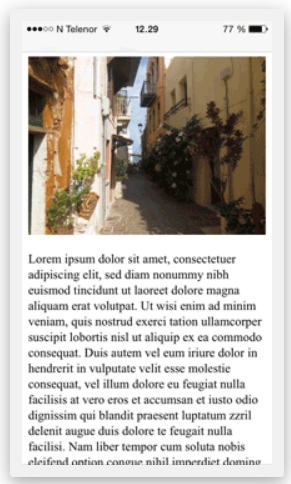 N Telenor 12.29 77 %
Lorem ipsum dolor sit amet, consectetuer
adipiscing elit, sed diam nonummy nibh
euismod tincidunt ut laoreet dolore magna
aliquam erat volutpat. Ut wisi enim ad minim
veniam, quis nostrud exerci tation ullamcorper
suscipit lobortis nisl ut aliquip ex ea commodo
consequat. Duis autem vel eum iriure dolor in
hendrerit in vulputate velit esse molestie
consequat, vel illum dolore eu feugiat nulla
facilisis at vero eros et accumsan et iusto odio
dignissim qui blandit praesent luptatum zzril
delenit augue duis dolore te feugait nulla
facilisi. Nam liber tempor cum soluta nobis
eleifend option congue nihil imperdiet doming